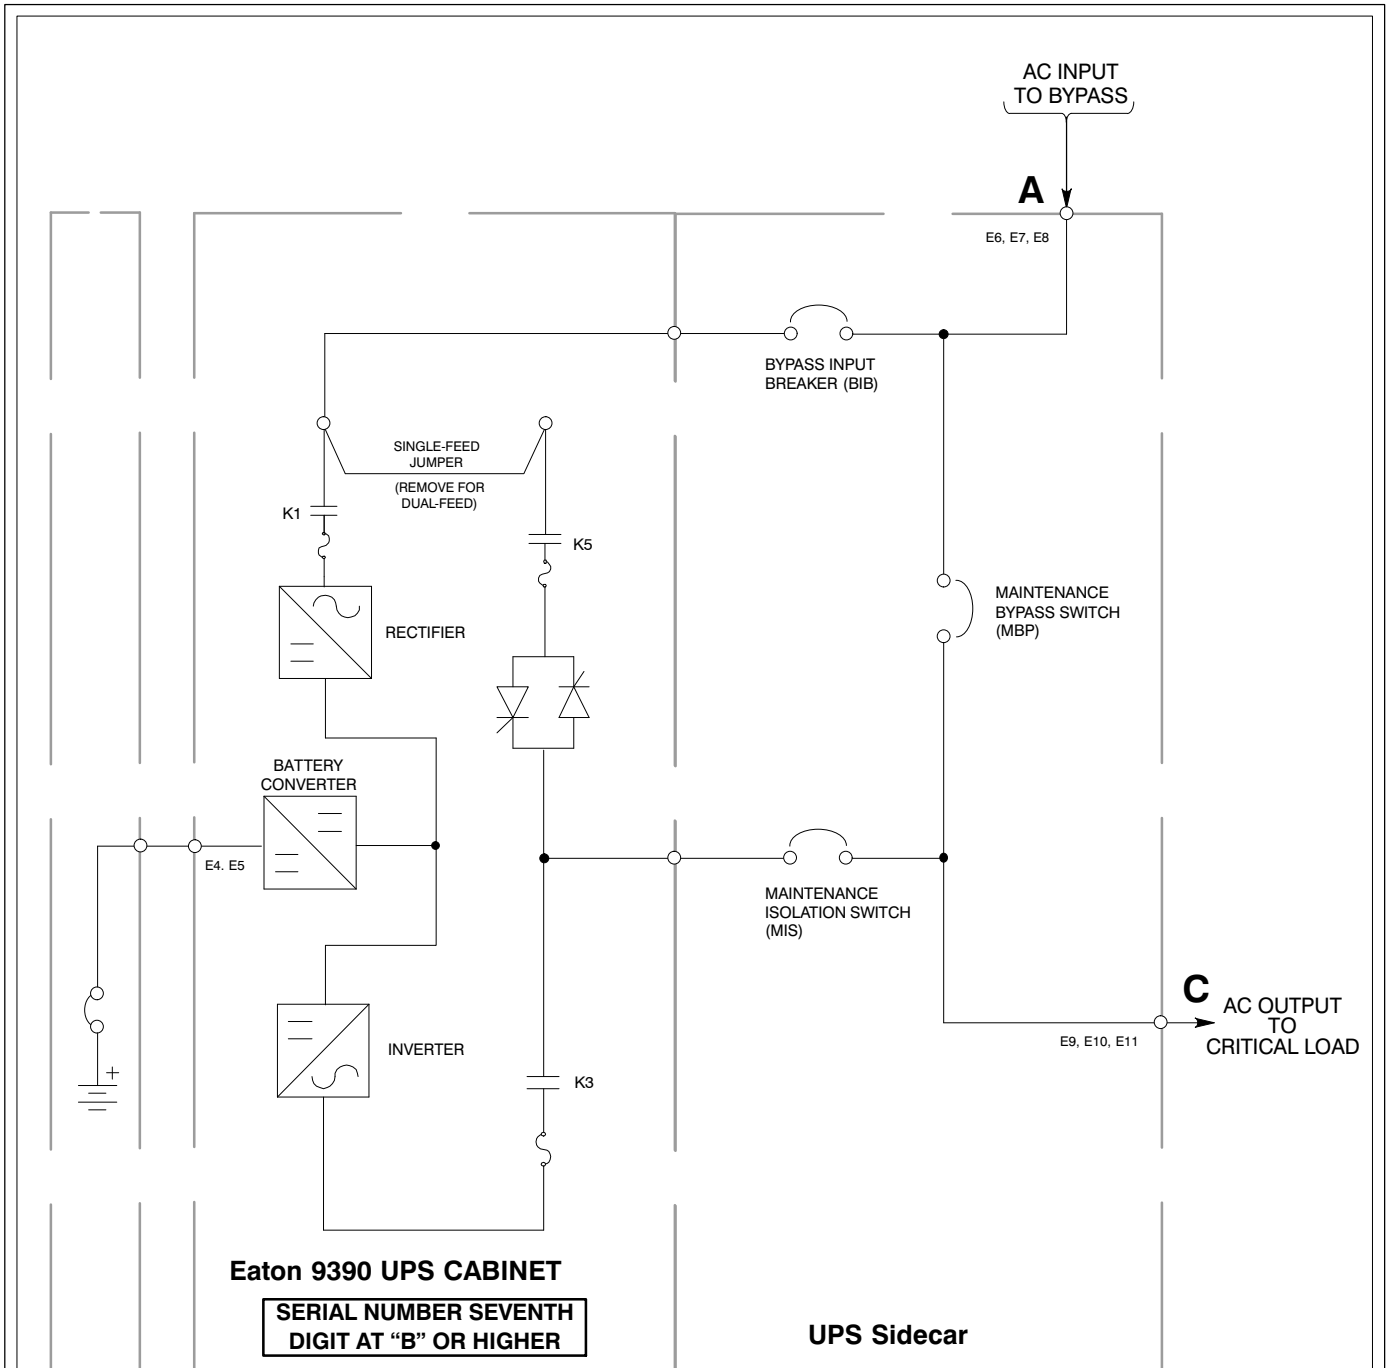 AC INPUT
TO BYPASS
A
E6, E7, E8
BYPASS INPUT
BREAKER (BIB)
SINGLE-FEED
JUMPER
(REMOVE FOR
DUAL-FEED)
K1
K5
MAINTENANCE
BYPASS SWITCH
(MBP)
RECTIFIER
BATTERY
CONVERTER
E4. E5
MAINTENANCE
ISOLATION SWITCH
(MIS)
C
AC OUTPUT
TO
CRITICAL LOAD
E9, E10, E11
INVERTER
+
K3
Eaton 9390 UPS CABINET
SERIAL NUMBER SEVENTH
DIGIT AT “B” OR HIGHER
UPS Sidecar